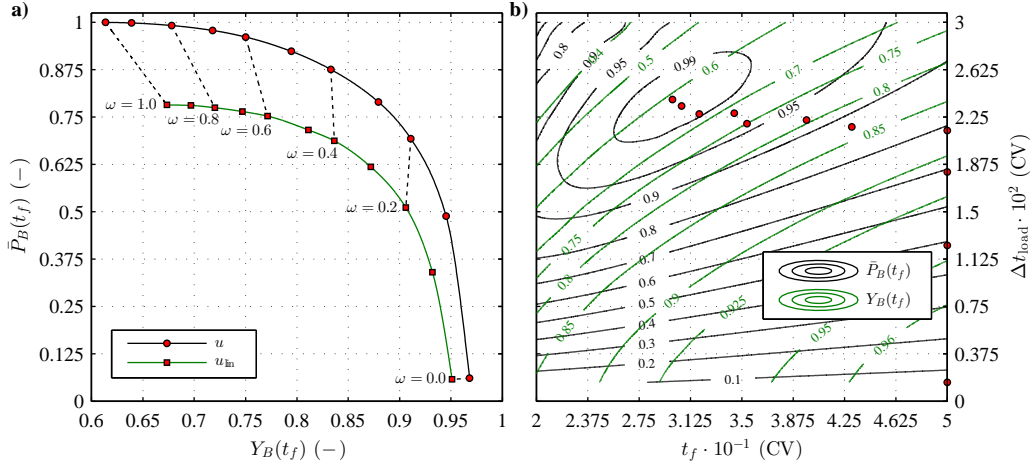 a)
1
0.875
0.75
0.625
0.5
0.375
0.25
0.125
0
P̄_B(t_f) (−)
0.6 0.65 0.7 0.75 0.8 0.85 0.9 0.95 1
Y_B(t_f) (−)
ω = 1.0
ω = 0.8
ω = 0.6
ω = 0.4
ω = 0.2
ω = 0.0
u
u_lin
b)
0.8
0.95
0.4
0.5
0.99
0.6
0.7
0.75
0.8
0.95
0.85
0.9
0.9
0.75
0.8
0.8
0.7
0.6
0.5
0.4
0.3
0.2
0.1
0.85
0.9
0.925
0.95
0.96
P̄_B(t_f)
Y_B(t_f)
3
2.625
2.25
1.875
1.5
1.125
0.75
0.375
0
Δt_load · 10² (CV)
2 2.375 2.75 3.125 3.5 3.875 4.25 4.625 5
t_f · 10⁻¹ (CV)